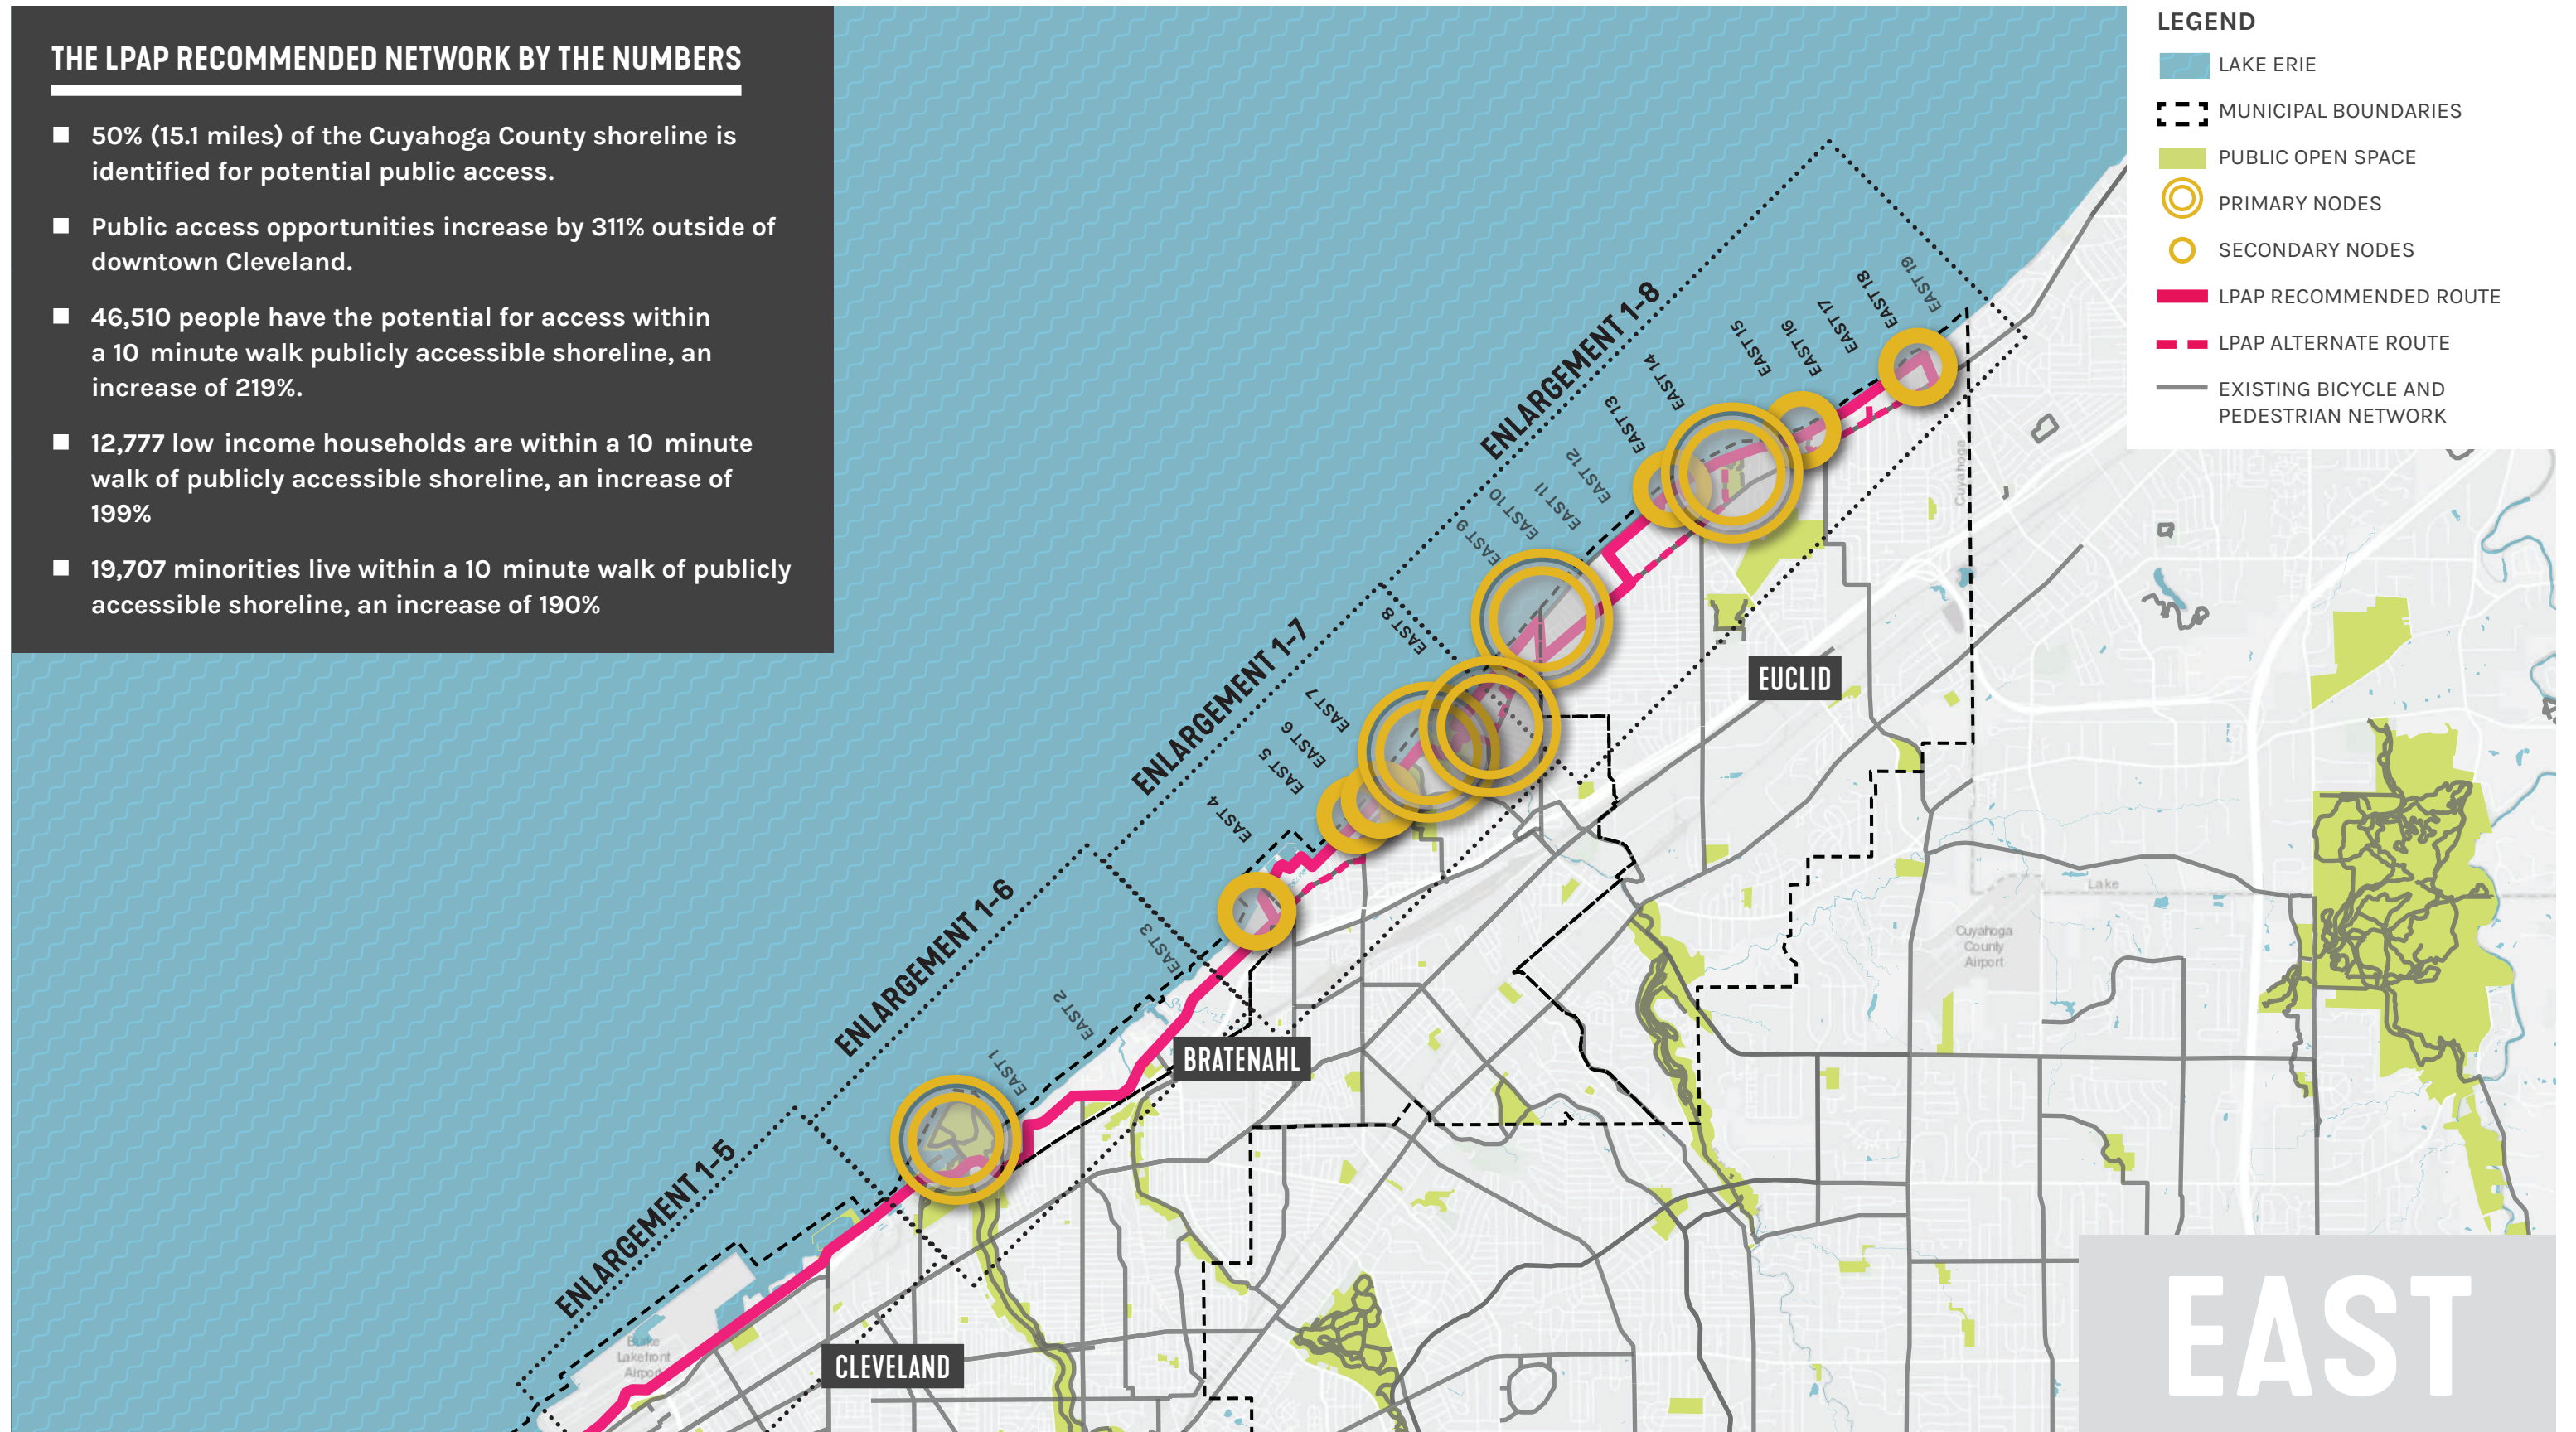 THE LPAP RECOMMENDED NETWORK BY THE NUMBERS
50% (15.1 miles) of the Cuyahoga County shoreline is
identified for potential public access.
Public access opportunities increase by 311% outside of
downtown Cleveland.
46,510 people have the potential for access within
a 10 minute walk publicly accessible shoreline, an
increase of 219%.
12,777 low income households are within a 10 minute
walk of publicly accessible shoreline, an increase of
199%
19,707 minorities live within a 10 minute walk of publicly
accessible shoreline, an increase of 190%
LEGEND
LAKE ERIE
MUNICIPAL BOUNDARIES
PUBLIC OPEN SPACE
PRIMARY NODES
SECONDARY NODES
LPAP RECOMMENDED ROUTE
LPAP ALTERNATE ROUTE
EXISTING BICYCLE AND
PEDESTRIAN NETWORK
ENLARGEMENT 1-8
EAST 19
EAST 18
EAST 17
EAST 16
EAST 15
EAST 14
EAST 13
EAST 12
EAST 11
EAST 10
EAST 9
Cuyahoga
EUCLID
ENLARGEMENT 1-7
EAST 8
EAST 7
EAST 6
EAST 5
EAST 4
Lake
Cuyahoga
County
Airport
ENLARGEMENT 1-6
EAST 3
EAST 2
EAST 1
BRATENAHL
ENLARGEMENT 1-5
Burke
Lakefront
Airport
CLEVELAND
EAST